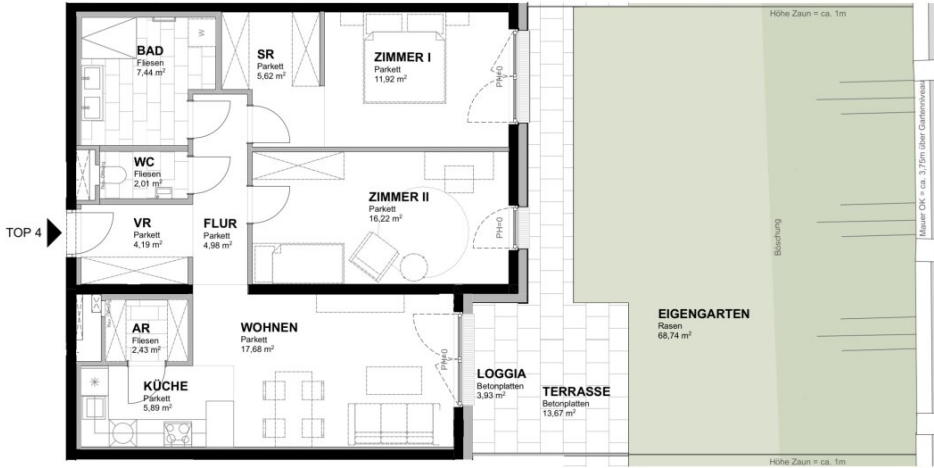 Höhe Zaun = ca. 1m
BAD
Fliesen
7,44 m²
W
SR
Parkett
5,62 m²
ZIMMER I
Parkett
11,92 m²
PH=0
WC
Fliesen
2,01 m²
ZIMMER II
Parkett
16,22 m²
PH=0
TOP 4
VR
Parkett
4,19 m²
FLUR
Parkett
4,98 m²
Böschung
Mauer OK = ca. 3,75m über Gartenniveau
EIGENGARTEN
Rasen
68,74 m²
AR
Fliesen
2,43 m²
WOHNEN
Parkett
17,68 m²
PH=0
KÜCHE
Parkett
5,89 m²
LOGGIA
Betonplatten
3,93 m²
TERRASSE
Betonplatten
13,67 m²
Höhe Zaun = ca. 1m